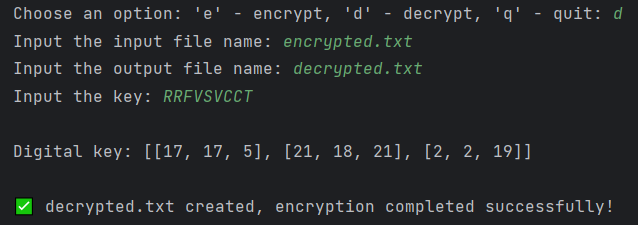 Choose an option: 'e' - encrypt, 'd' - decrypt, 'q' - quit: d
Input the input file name: encrypted.txt
Input the output file name: decrypted.txt
Input the key: RRFVSVCCT
Digital key: [[17, 17, 5], [21, 18, 21], [2, 2, 19]]
✅ decrypted.txt created, encryption completed successfully!